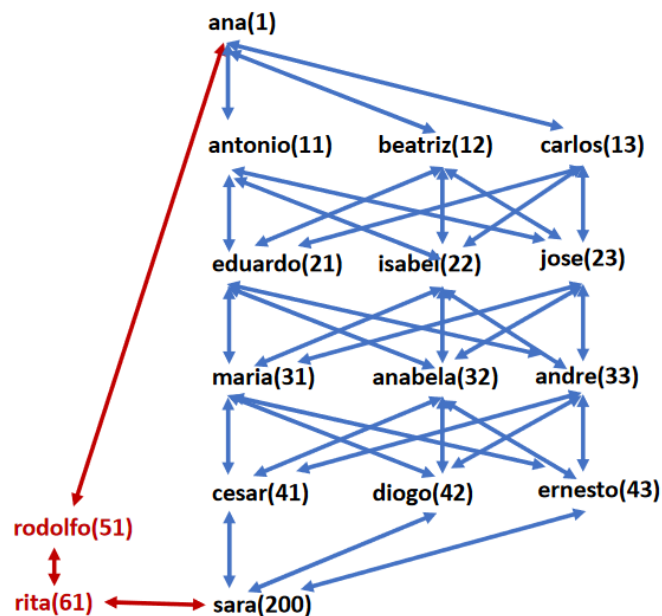 ana(1)
antonio(11) beatriz(12) carlos(13)
eduardo(21) isabel(22) jose(23)
maria(31) anabela(32) andre(33)
cesar(41) diogo(42) ernesto(43)
rodolfo(51)
rita(61) sara(200)